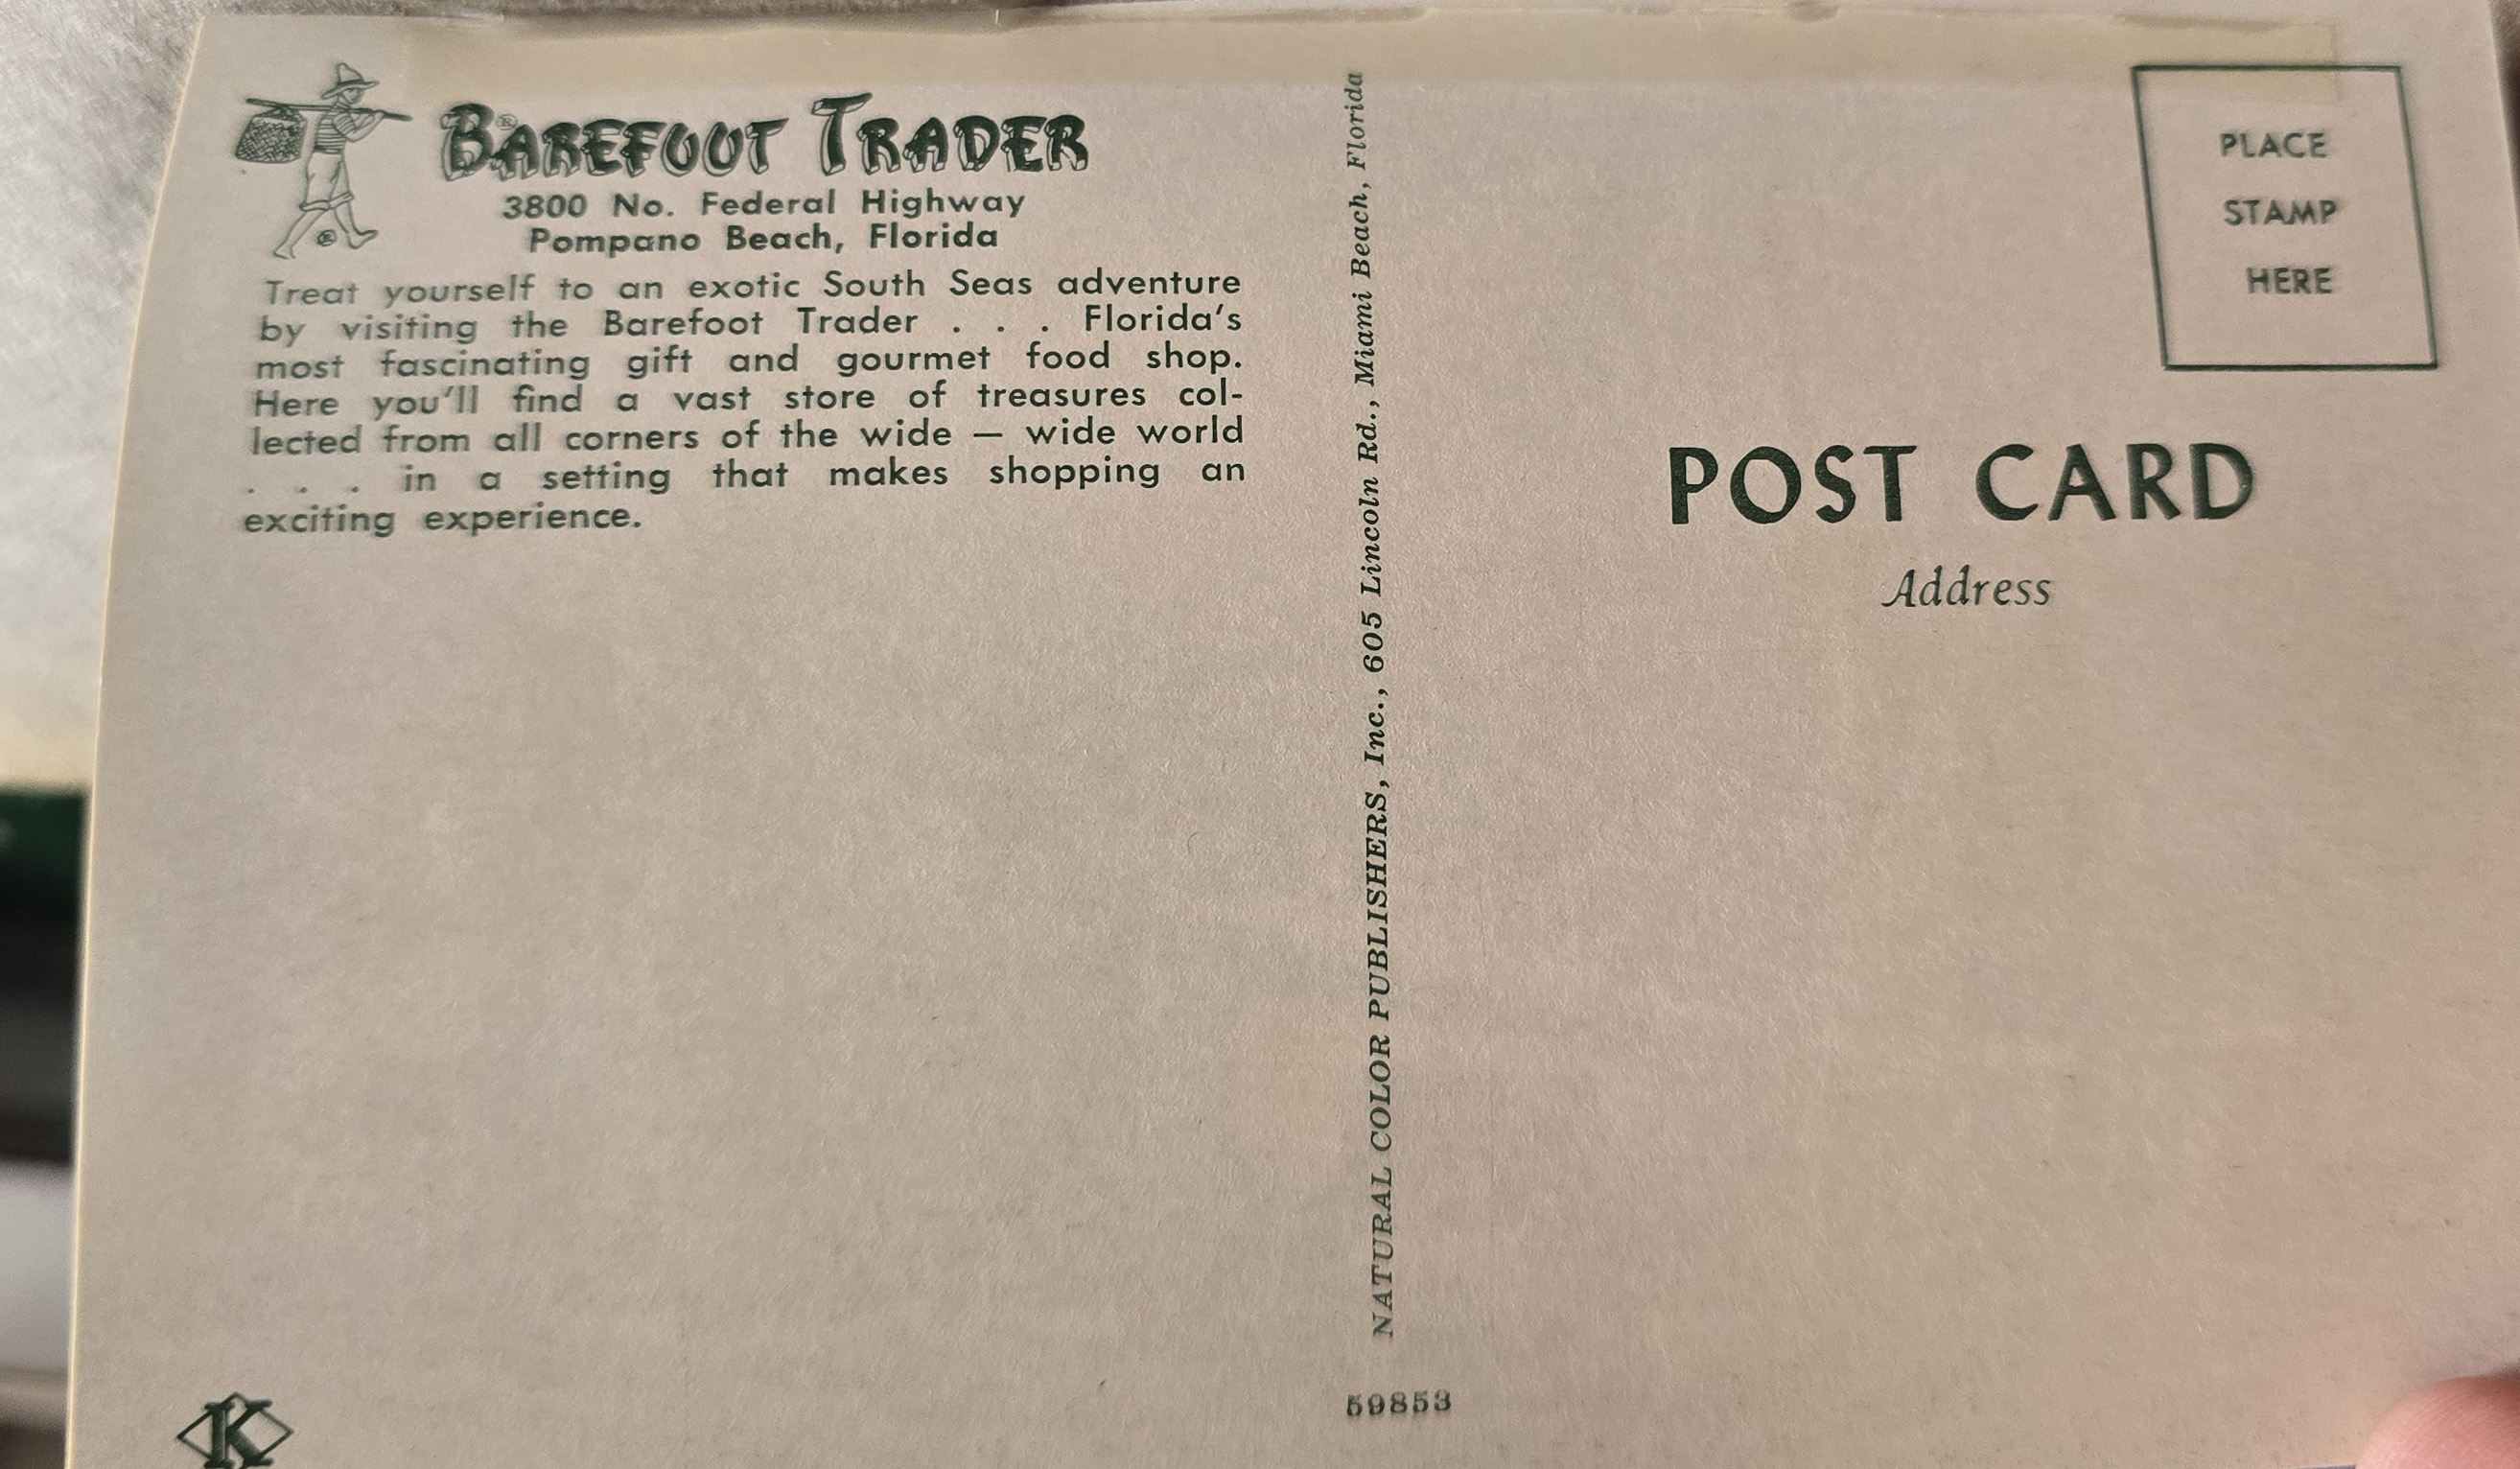 BAREFOOT TRADER ®
3800 No. Federal Highway
Pompano Beach, Florida
Treat yourself to an exotic South Seas adventure
by visiting the Barefoot Trader . . . Florida's
most fascinating gift and gourmet food shop.
Here you'll find a vast store of treasures col-
lected from all corners of the wide — wide world
. . . in a setting that makes shopping an
exciting experience.
K
NATURAL COLOR PUBLISHERS, Inc., 605 Lincoln Rd., Miami Beach, Florida
59853
PLACE
STAMP
HERE
POST CARD
Address